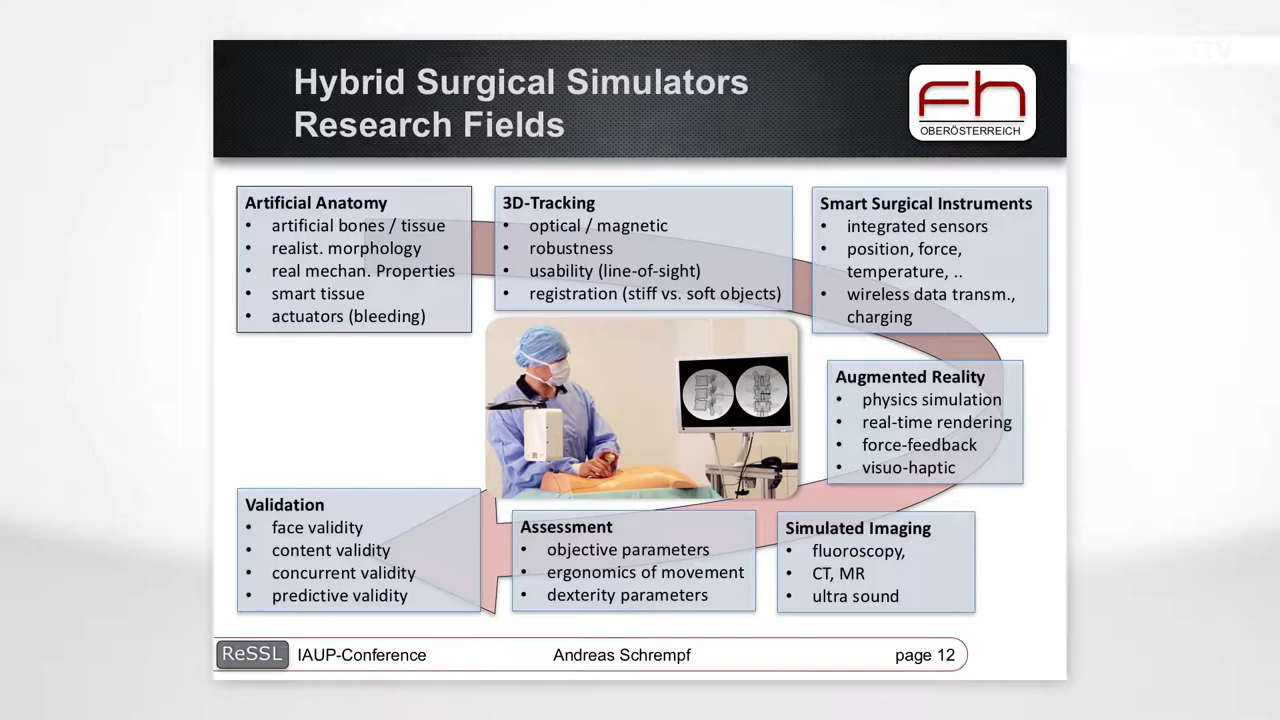 Hybrid Surgical Simulators
Research Fields
fh
OBERÖSTERREICH
Artificial Anatomy
• artificial bones / tissue
• realist. morphology
• real mechan. Properties
• smart tissue
• actuators (bleeding)
3D-Tracking
• optical / magnetic
• robustness
• usability (line-of-sight)
• registration (stiff vs. soft objects)
Smart Surgical Instruments
• integrated sensors
• position, force,
temperature, ..
• wireless data transm.,
charging
Augmented Reality
• physics simulation
• real-time rendering
• force-feedback
• visuo-haptic
Validation
• face validity
• content validity
• concurrent validity
• predictive validity
Assessment
• objective parameters
• ergonomics of movement
• dexterity parameters
Simulated Imaging
• fluoroscopy,
• CT, MR
• ultra sound
ReSSL IAUP-Conference Andreas Schrempf page 12